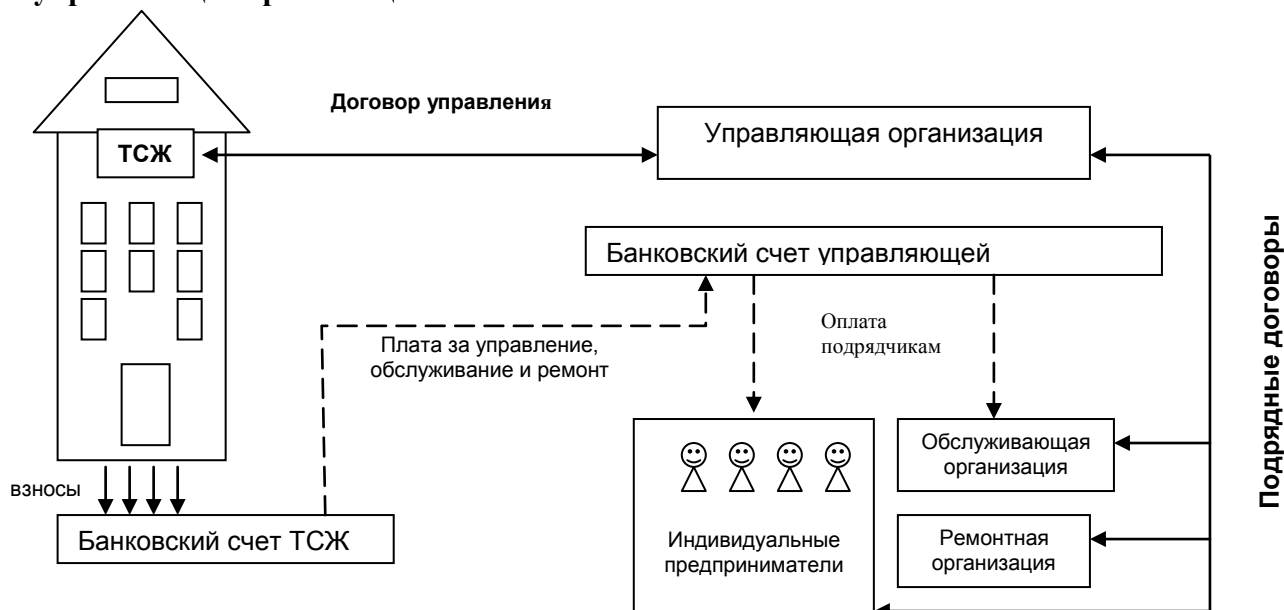 Договор управления
ТСЖ
Управляющая организация
Банковский счет управляющей
Оплата
подрядчикам
Плата за управление,
обслуживание и ремонт
Подрядные договоры
взносы
Банковский счет ТСЖ
Обслуживающая
организация
Индивидуальные
предприниматели
Ремонтная
организация